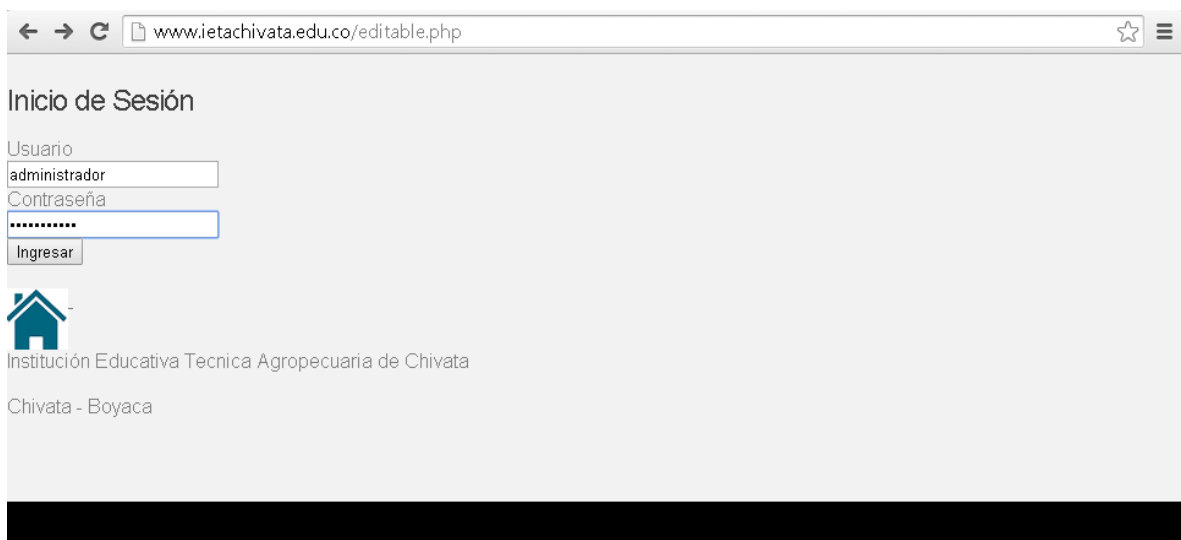 www.ietachivata.edu.co/editable.php
Inicio de Sesión
Usuario
administrador
Contraseña
•••••••••••
Ingresar
-
Institución Educativa Tecnica Agropecuaria de Chivata
Chivata - Boyaca